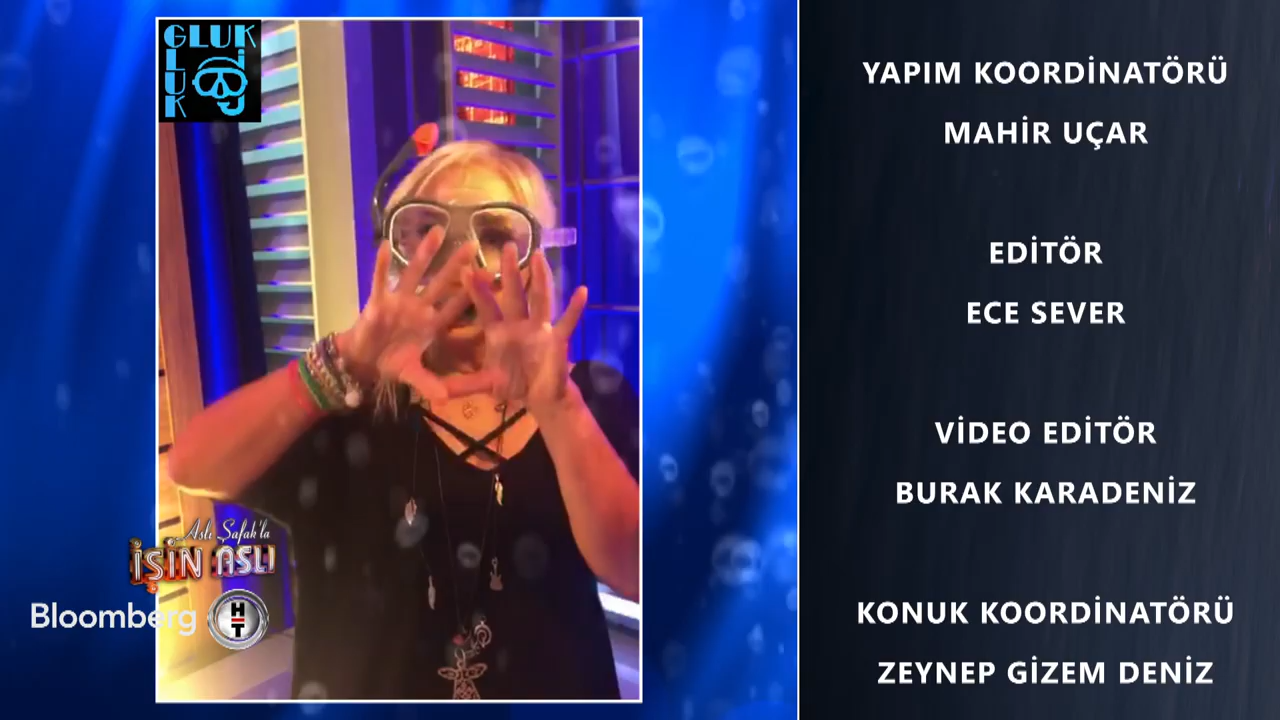 GLUK
GLUK
Aslı Şafak'la
İŞİN ASLI
Bloomberg HT
YAPIM KOORDİNATÖRÜ
MAHİR UÇAR
EDİTÖR
ECE SEVER
VİDEO EDİTÖR
BURAK KARADENİZ
KONUK KOORDİNATÖRÜ
ZEYNEP GİZEM DENİZ